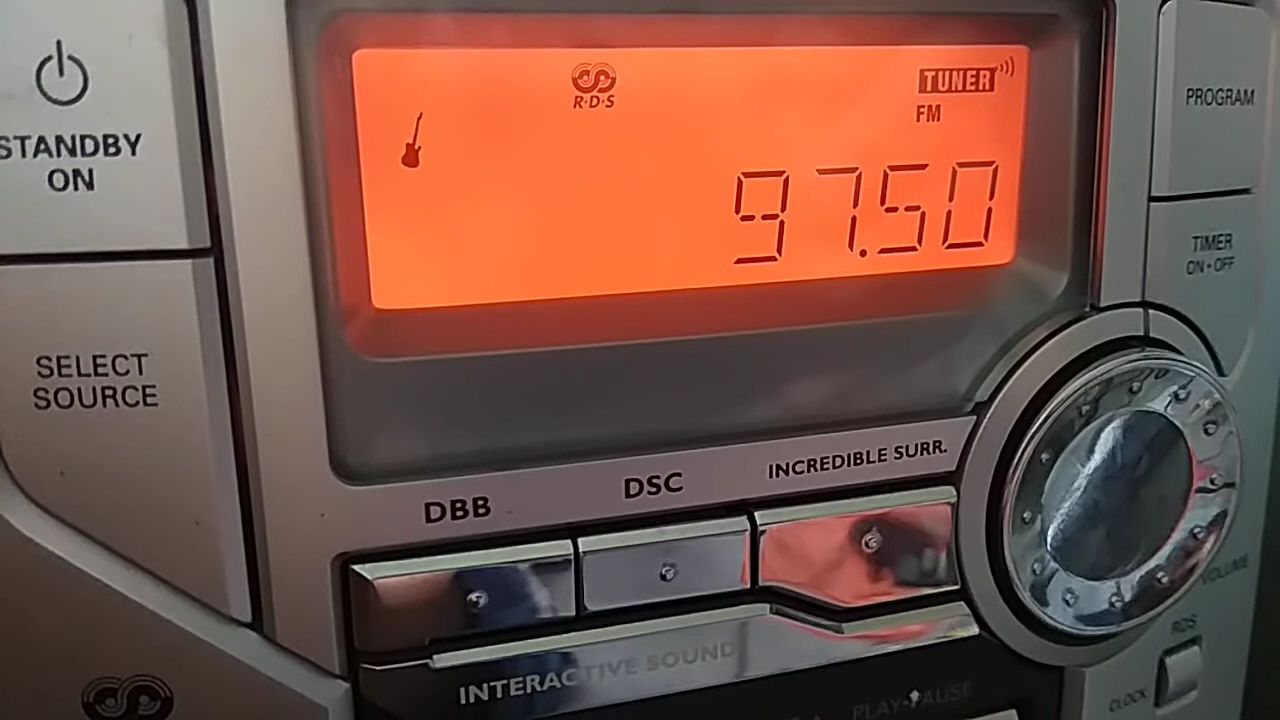 STANDBY
ON
SELECT
SOURCE
R·D·S
TUNER
FM
97.50
PROGRAM
TIMER
ON·OFF
DBB
DSC
INCREDIBLE SURR.
INTERACTIVE SOUND
VOLUME
RDS
CLOCK
PLAY·PAUSE